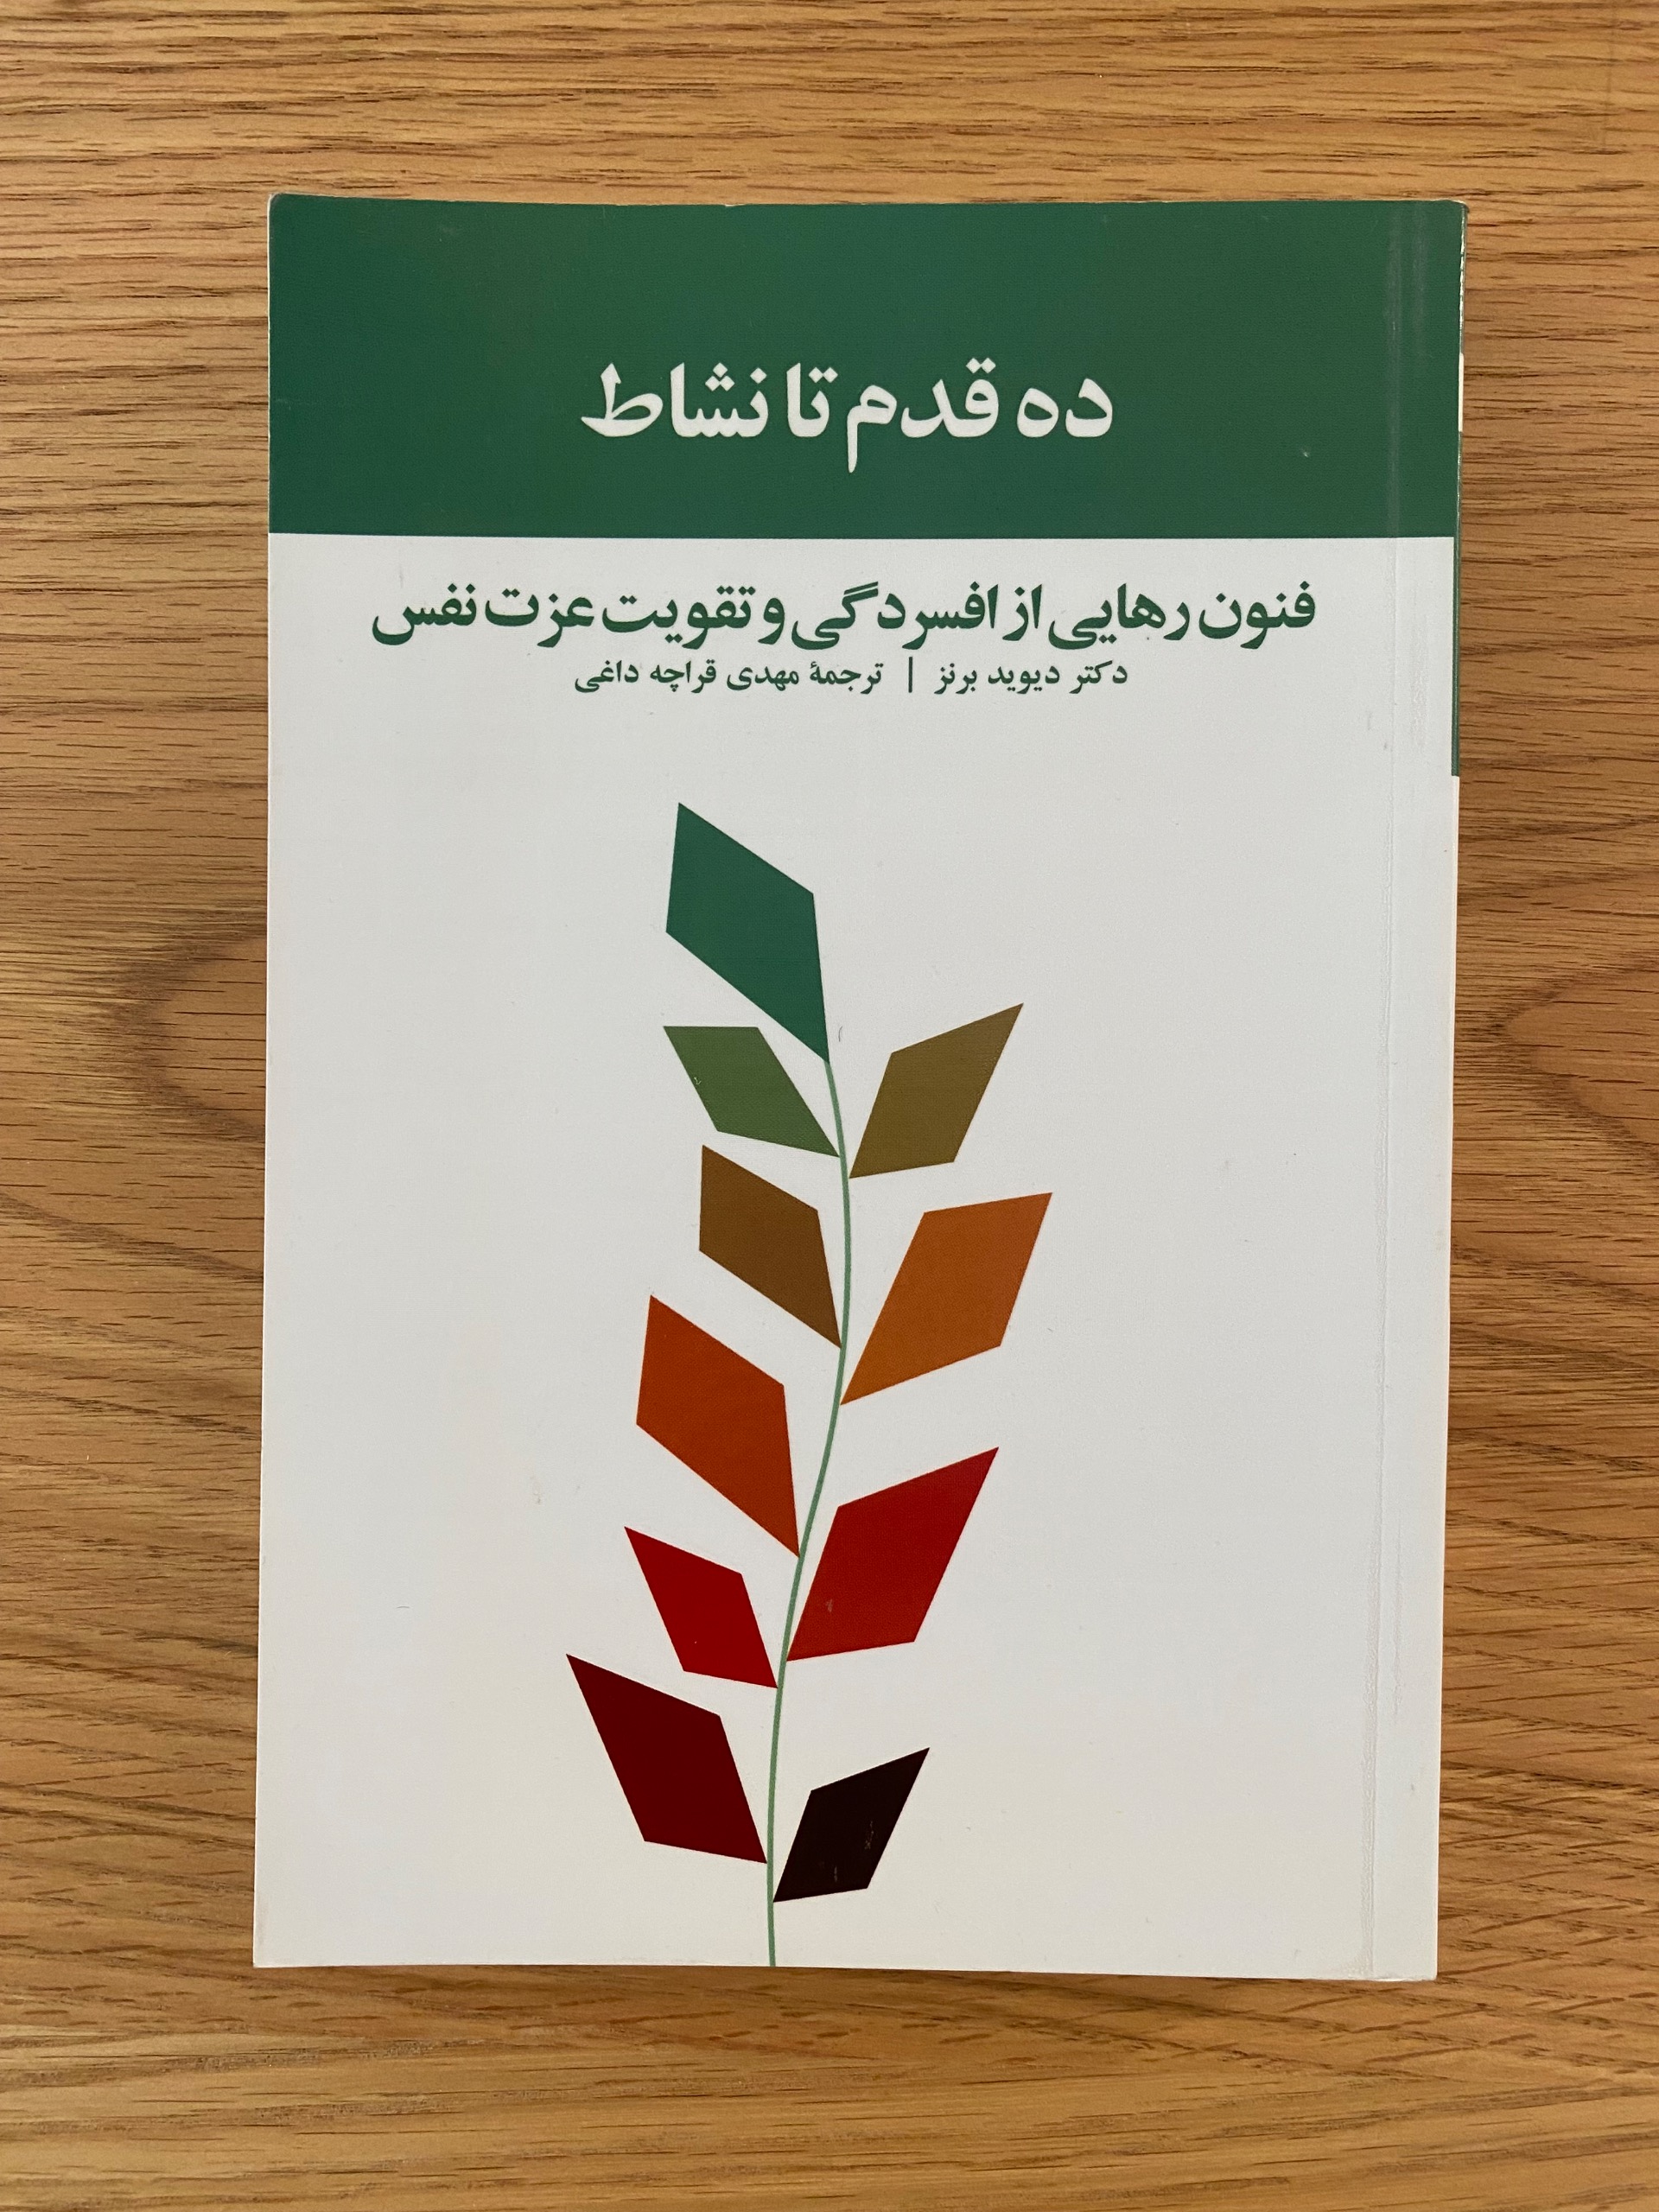 ده قدم تا نشاط
فنون رهایی از افسردگی و تقویت عزت نفس
دکتر دیوید برنز | ترجمهٔ مهدی قراچه داغی